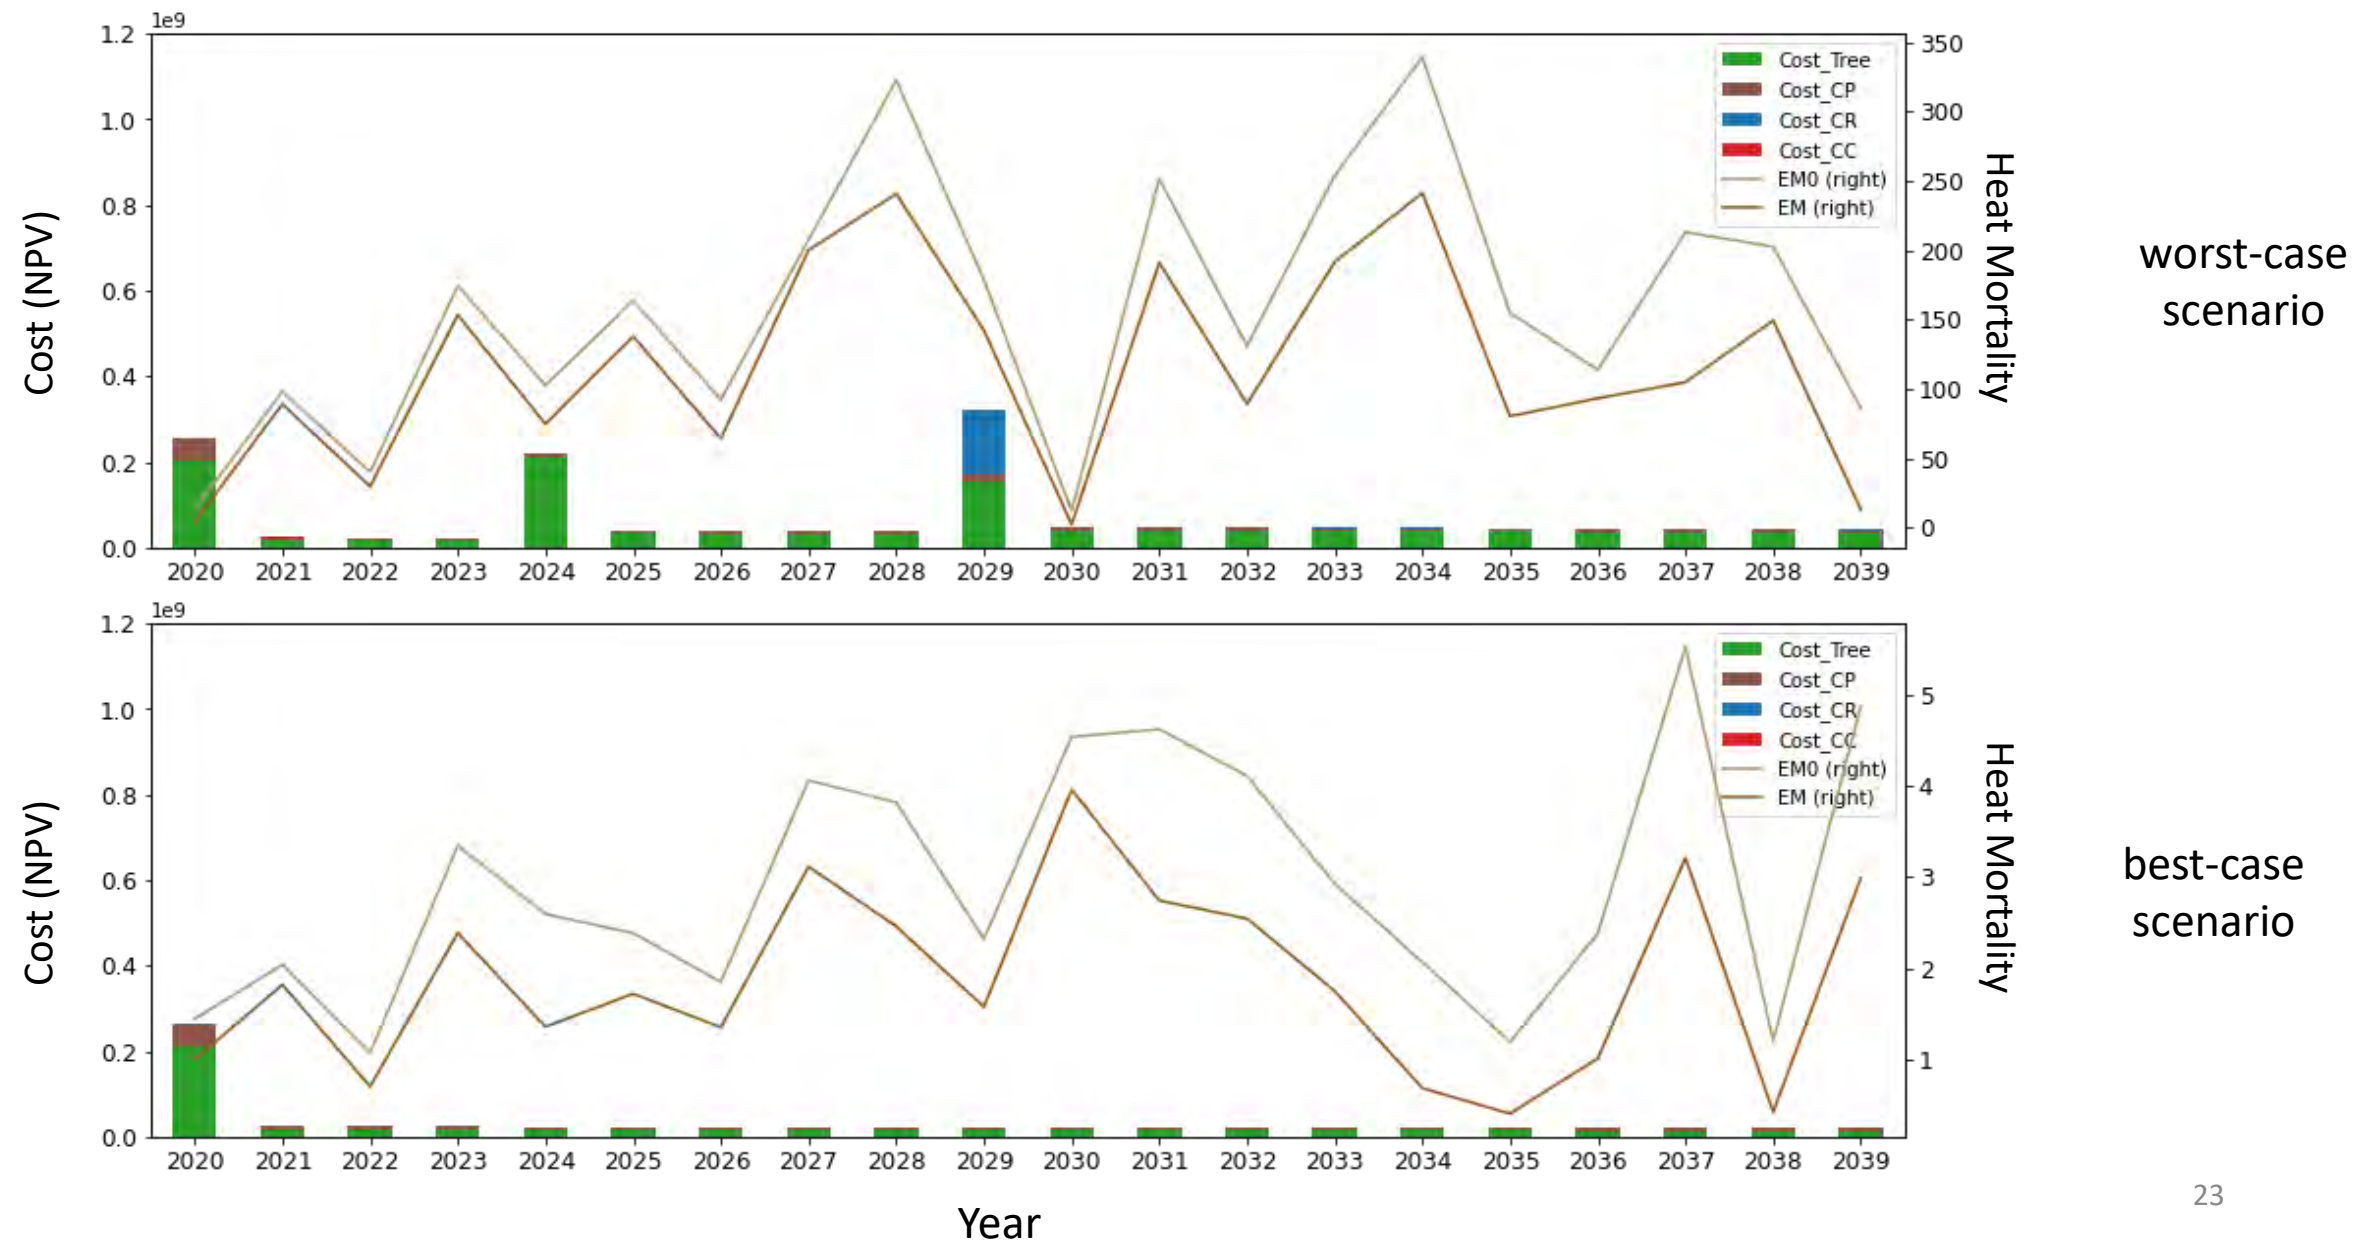 1e9
1.2
1.0
0.8
0.6
0.4
0.2
0.0
Cost (NPV)
350
300
250
200
150
100
50
0
Heat Mortality
Cost_Tree
Cost_CP
Cost_CR
Cost_CC
EM0 (right)
EM (right)
2020 2021 2022 2023 2024 2025 2026 2027 2028 2029 2030 2031 2032 2033 2034 2035 2036 2037 2038 2039
worst-case
scenario
1e9
1.2
1.0
0.8
0.6
0.4
0.2
0.0
Cost (NPV)
5
4
3
2
1
Heat Mortality
Cost_Tree
Cost_CP
Cost_CR
Cost_CC
EM0 (right)
EM (right)
2020 2021 2022 2023 2024 2025 2026 2027 2028 2029 2030 2031 2032 2033 2034 2035 2036 2037 2038 2039
best-case
scenario
Year
23